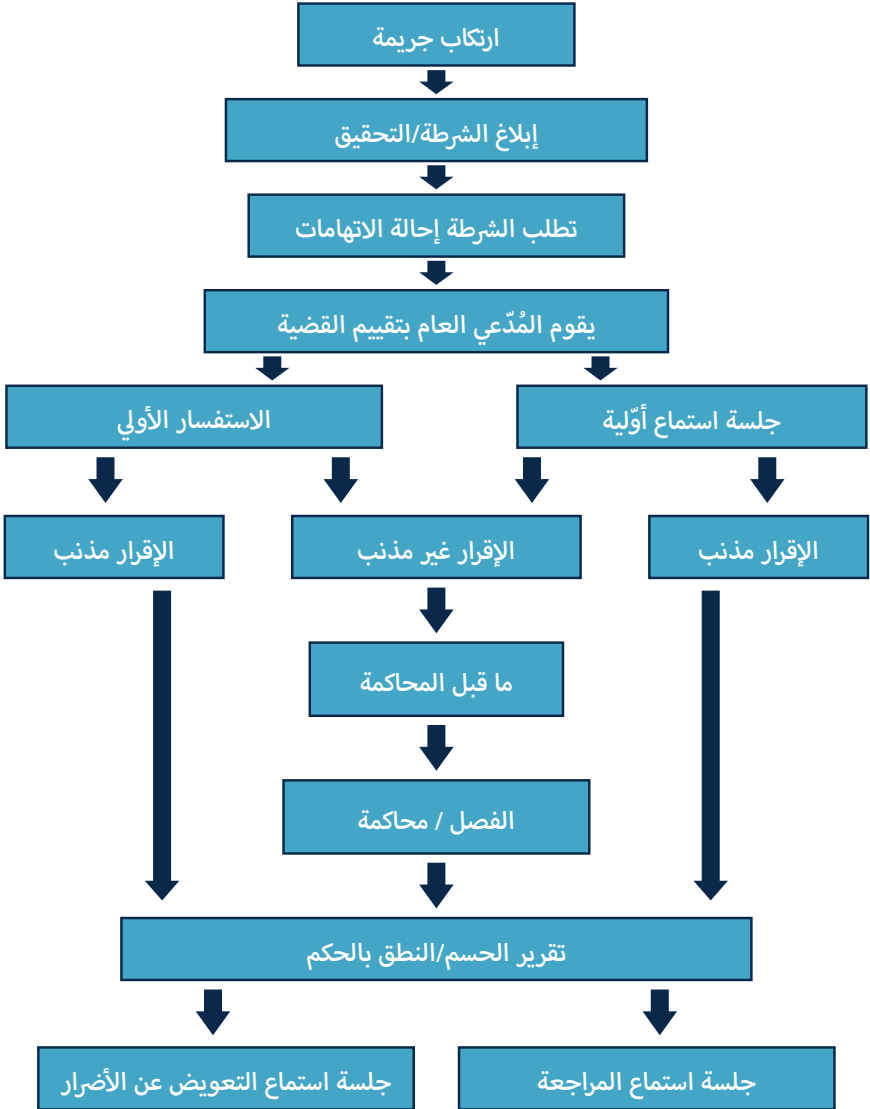 ارتكاب جريمة
إبلاغ الشرطة/التحقيق
تطلب الشرطة إحالة الاتهامات
يقوم المُدّعي العام بتقييم القضية
جلسة استماع أوّلية
الاستفسار الأولي
الإقرار مذنب
الإقرار غير مذنب
الإقرار مذنب
ما قبل المحاكمة
الفصل / محاكمة
تقرير الحسم/النطق بالحكم
جلسة استماع المراجعة
جلسة استماع التعويض عن الأضرار